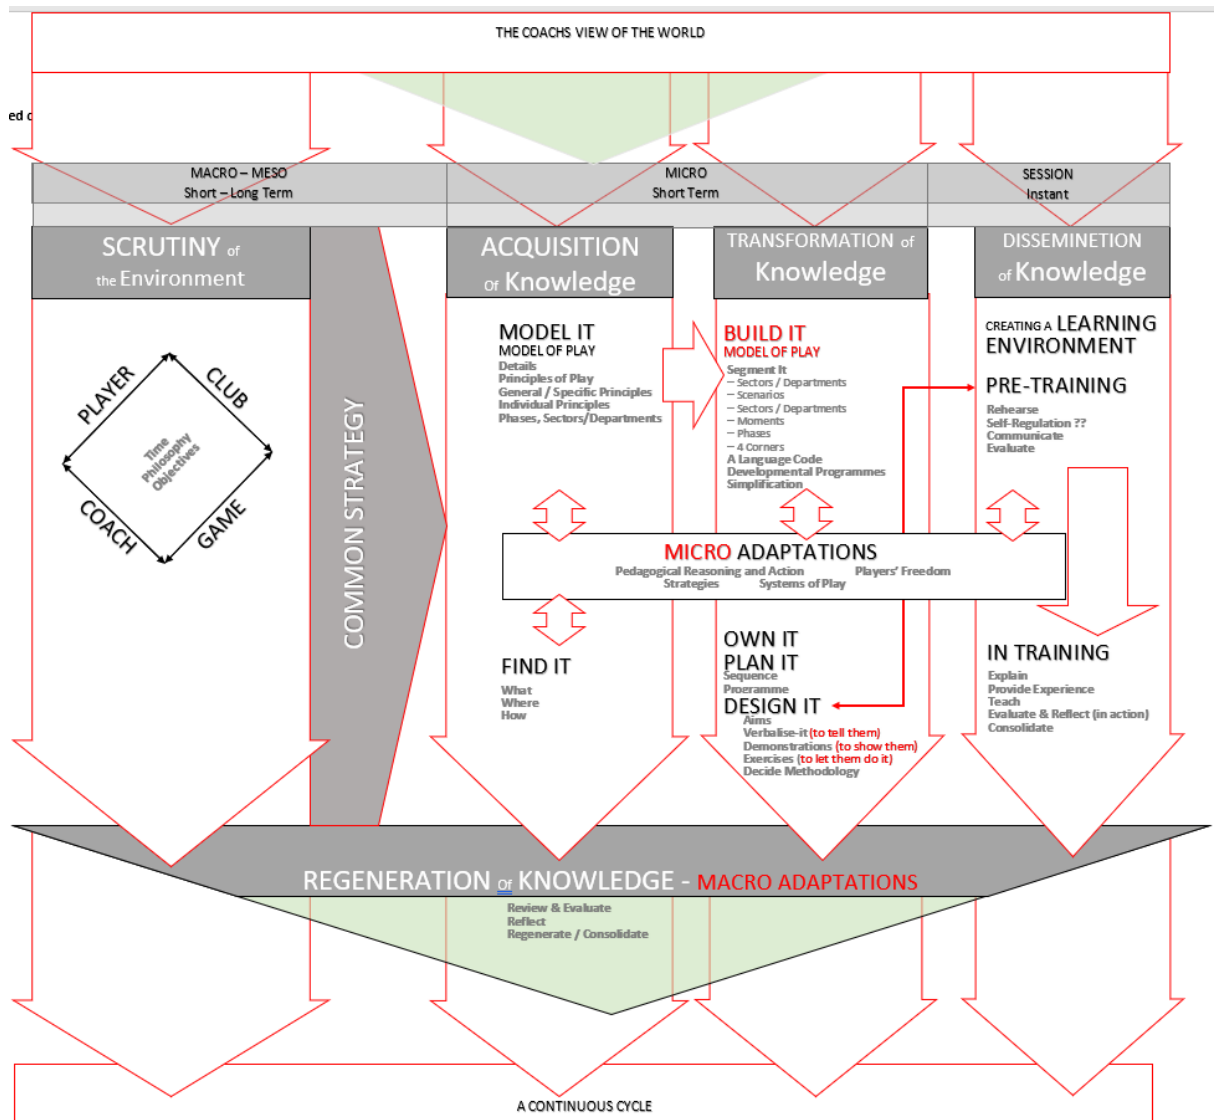 THE COACHS VIEW OF THE WORLD
ed
MACRO – MESO
Short – Long Term
MICRO
Short Term
SESSION
Instant
SCRUTINY of
the Environment
ACQUISITION
Of Knowledge
TRANSFORMATION of
Knowledge
DISSEMINETION
of Knowledge
PLAYER
CLUB
COACH
GAME
Time
Philosophy
Objectives
COMMON STRATEGY
MODEL IT
MODEL OF PLAY
Details
Principles of Play
General / Specific Principles
Individual Principles
Phases, Sectors/Departments
BUILD IT
MODEL OF PLAY
Segment It
– Sectors / Departments
– Scenarios
– Sectors / Departments
– Moments
– Phases
– 4 Corners
A Language Code
Developmental Programmes
Simplification
CREATING A LEARNING
ENVIRONMENT
PRE-TRAINING
Rehearse
Self-Regulation ??
Communicate
Evaluate
MICRO ADAPTATIONS
Pedagogical Reasoning and Action Players' Freedom
Strategies Systems of Play
FIND IT
What
Where
How
OWN IT
PLAN IT
Sequence
Programme
DESIGN IT
Aims
Verbalise-it (to tell them)
Demonstrations (to show them)
Exercises (to let them do it)
Decide Methodology
IN TRAINING
Explain
Provide Experience
Teach
Evaluate & Reflect (in action)
Consolidate
REGENERATION Of KNOWLEDGE - MACRO ADAPTATIONS
Review & Evaluate
Reflect
Regenerate / Consolidate
A CONTINUOUS CYCLE